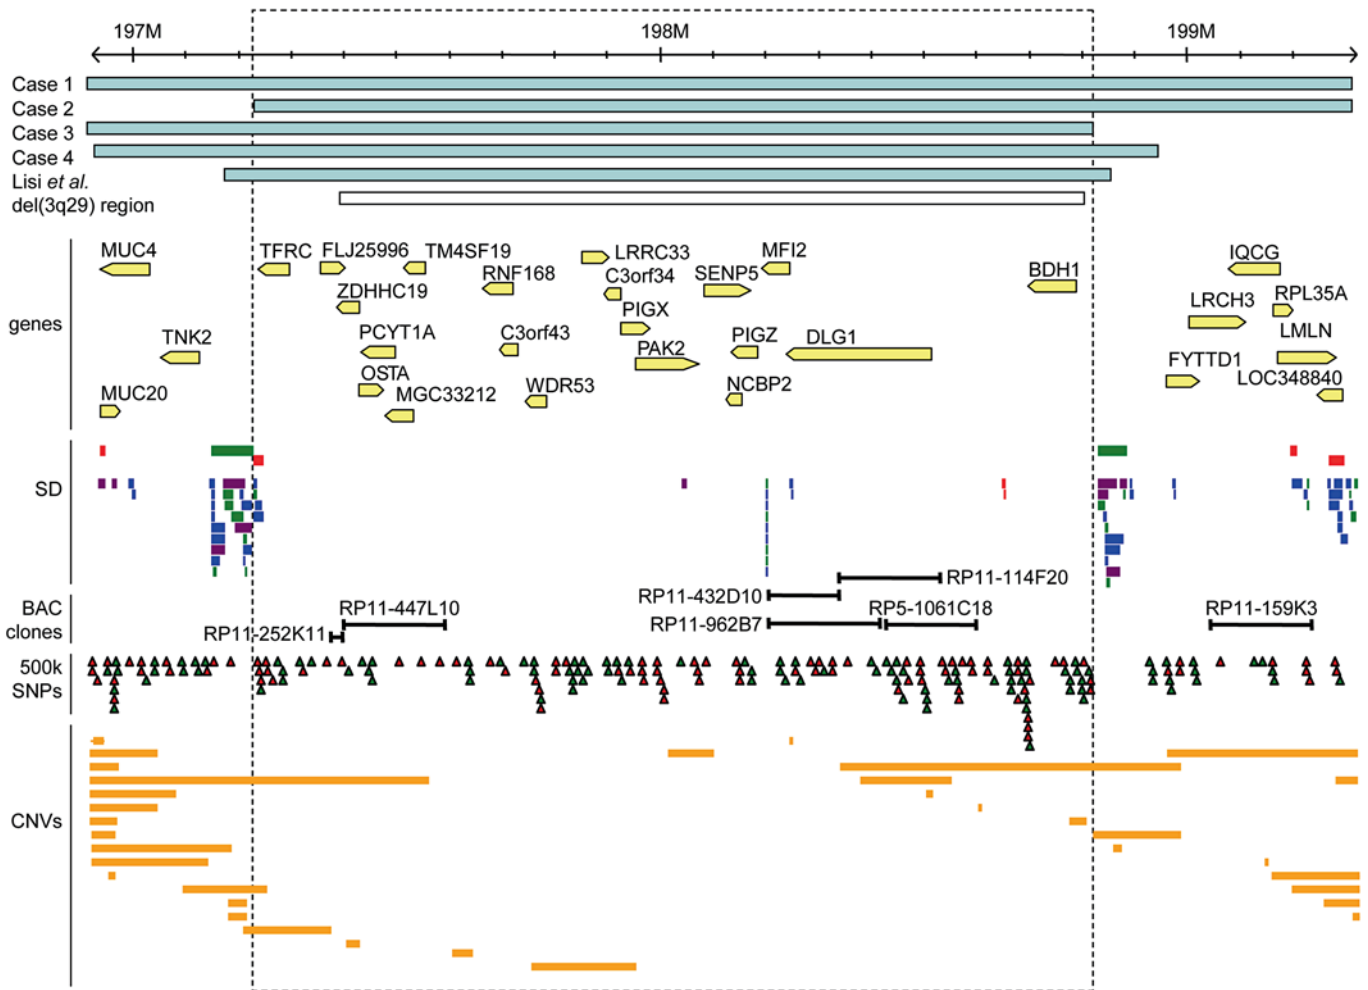 197M 198M 199M
Case 1
Case 2
Case 3
Case 4
Lisi et al.
del(3q29) region
MUC4 TFRC FLJ25996 TM4SF19 LRRC33 MFI2 IQCG
RNF168 C3orf34 SENP5 BDH1
ZDHHC19 PIGX RPL35A
genes TNK2 PCYT1A C3orf43 PIGZ DLG1 LRCH3 LMLN
PAK2 FYTTD1
OSTA WDR53 NCBP2 LOC348840
MUC20 MGC33212
SD
RP11-114F20
RP11-432D10
BAC RP11-447L10 RP5-1061C18 RP11-159K3
clones RP11-252K11 RP11-962B7
500k
SNPs
CNVs